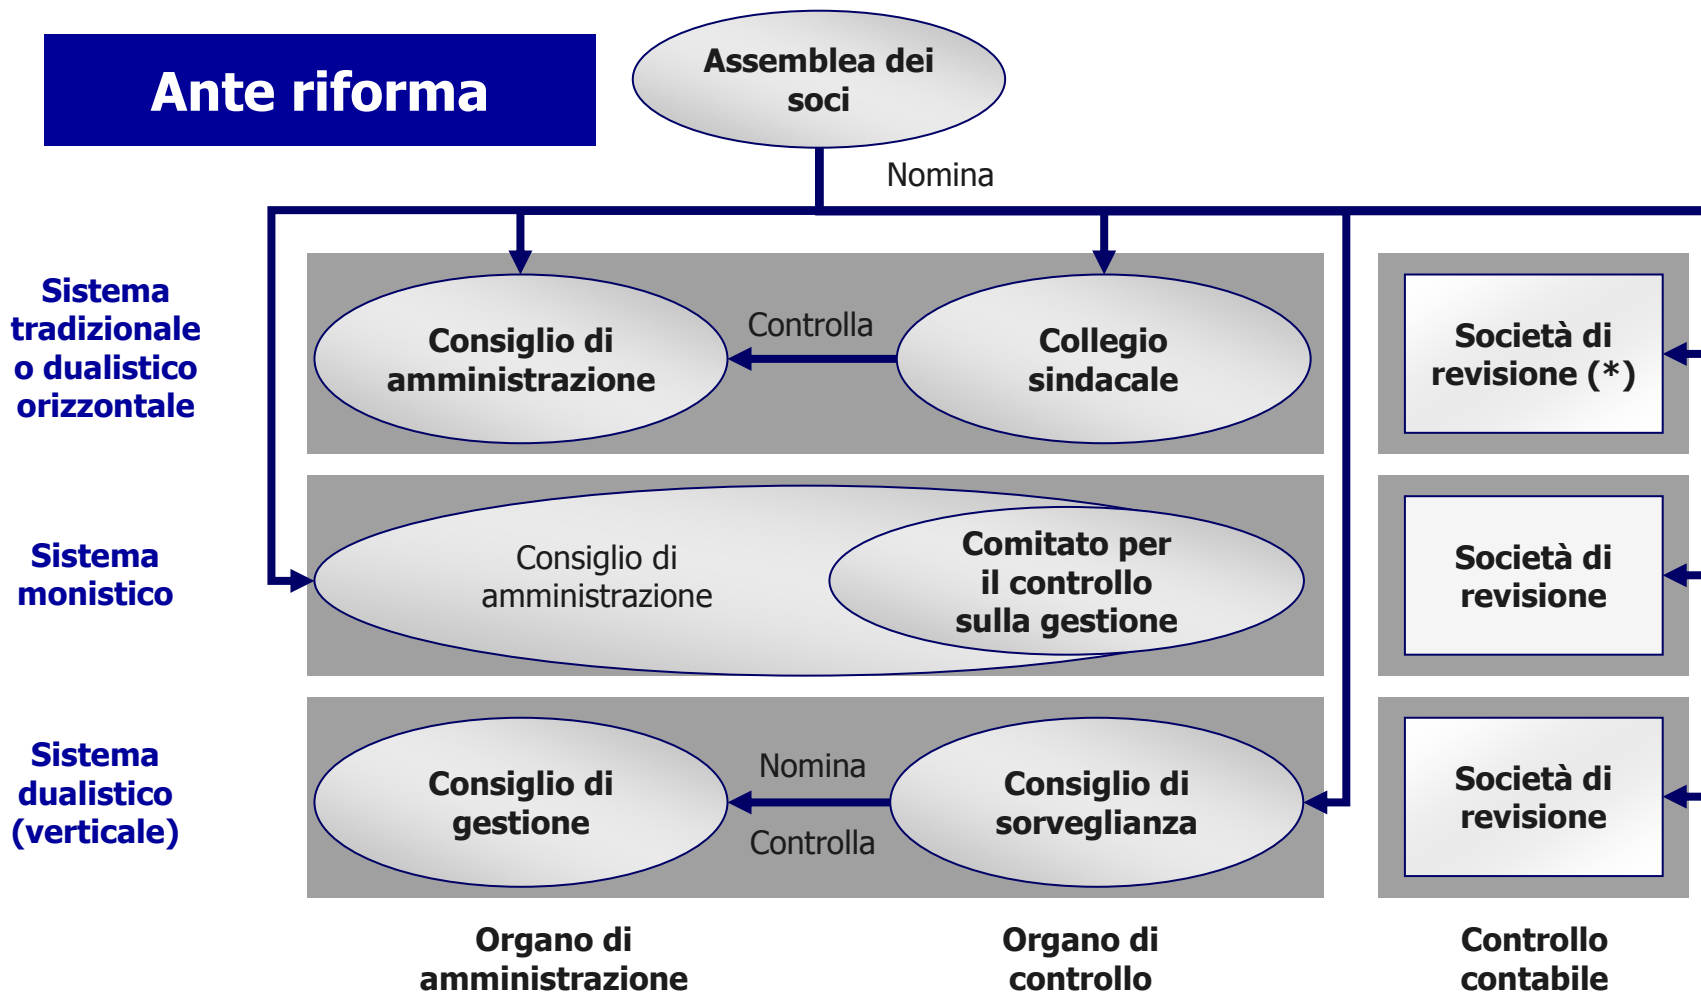 Ante riforma
Assemblea dei
soci
Nomina
Sistema
tradizionale
o dualistico
orizzontale
Consiglio di
amministrazione
Controlla
Collegio
sindacale
Società di
revisione (*)
Sistema
monistico
Consiglio di
amministrazione
Comitato per
il controllo
sulla gestione
Società di
revisione
Sistema
dualistico
(verticale)
Consiglio di
gestione
Nomina
Controlla
Consiglio di
sorveglianza
Società di
revisione
Organo di
amministrazione
Organo di
controllo
Controllo
contabile